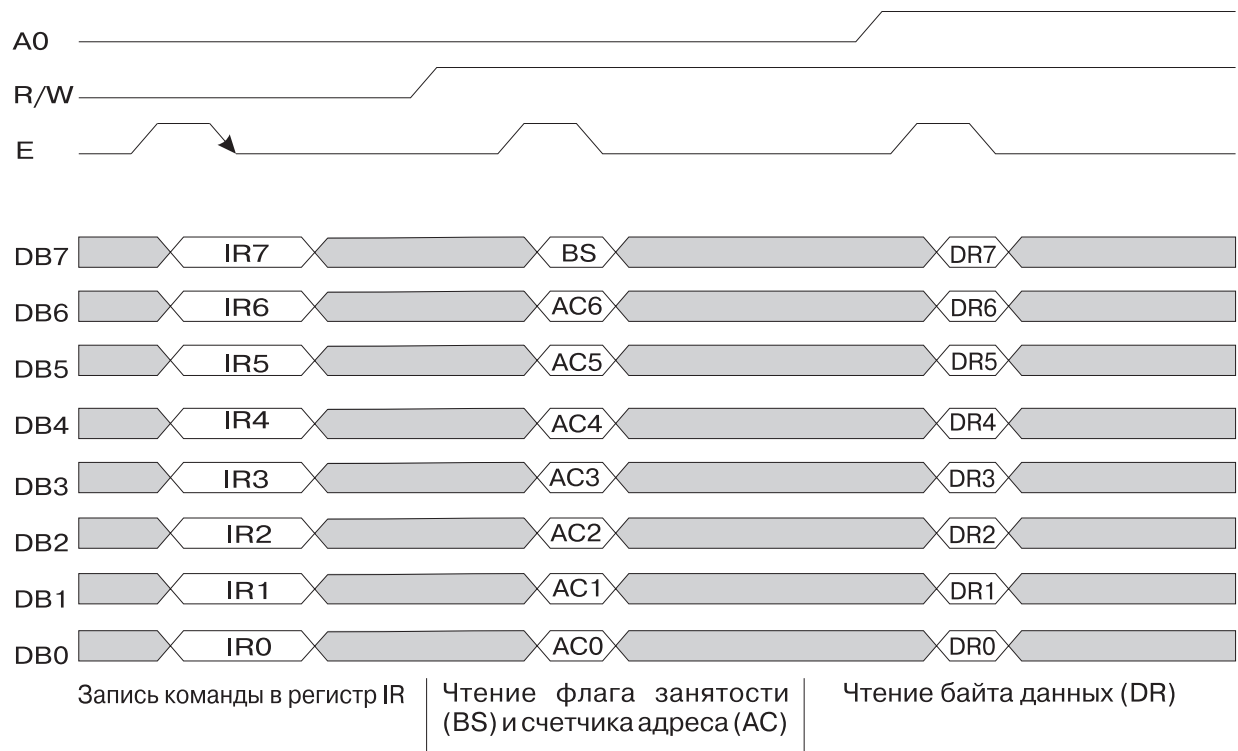 A0
R/W
E
DB7 IR7 BS DR7
DB6 IR6 AC6 DR6
DB5 IR5 AC5 DR5
DB4 IR4 AC4 DR4
DB3 IR3 AC3 DR3
DB2 IR2 AC2 DR2
DB1 IR1 AC1 DR1
DB0 IR0 AC0 DR0
Запись команды в регистр IR
Чтение флага занятости
(BS) и счетчика адреса (AC)
Чтение байта данных (DR)